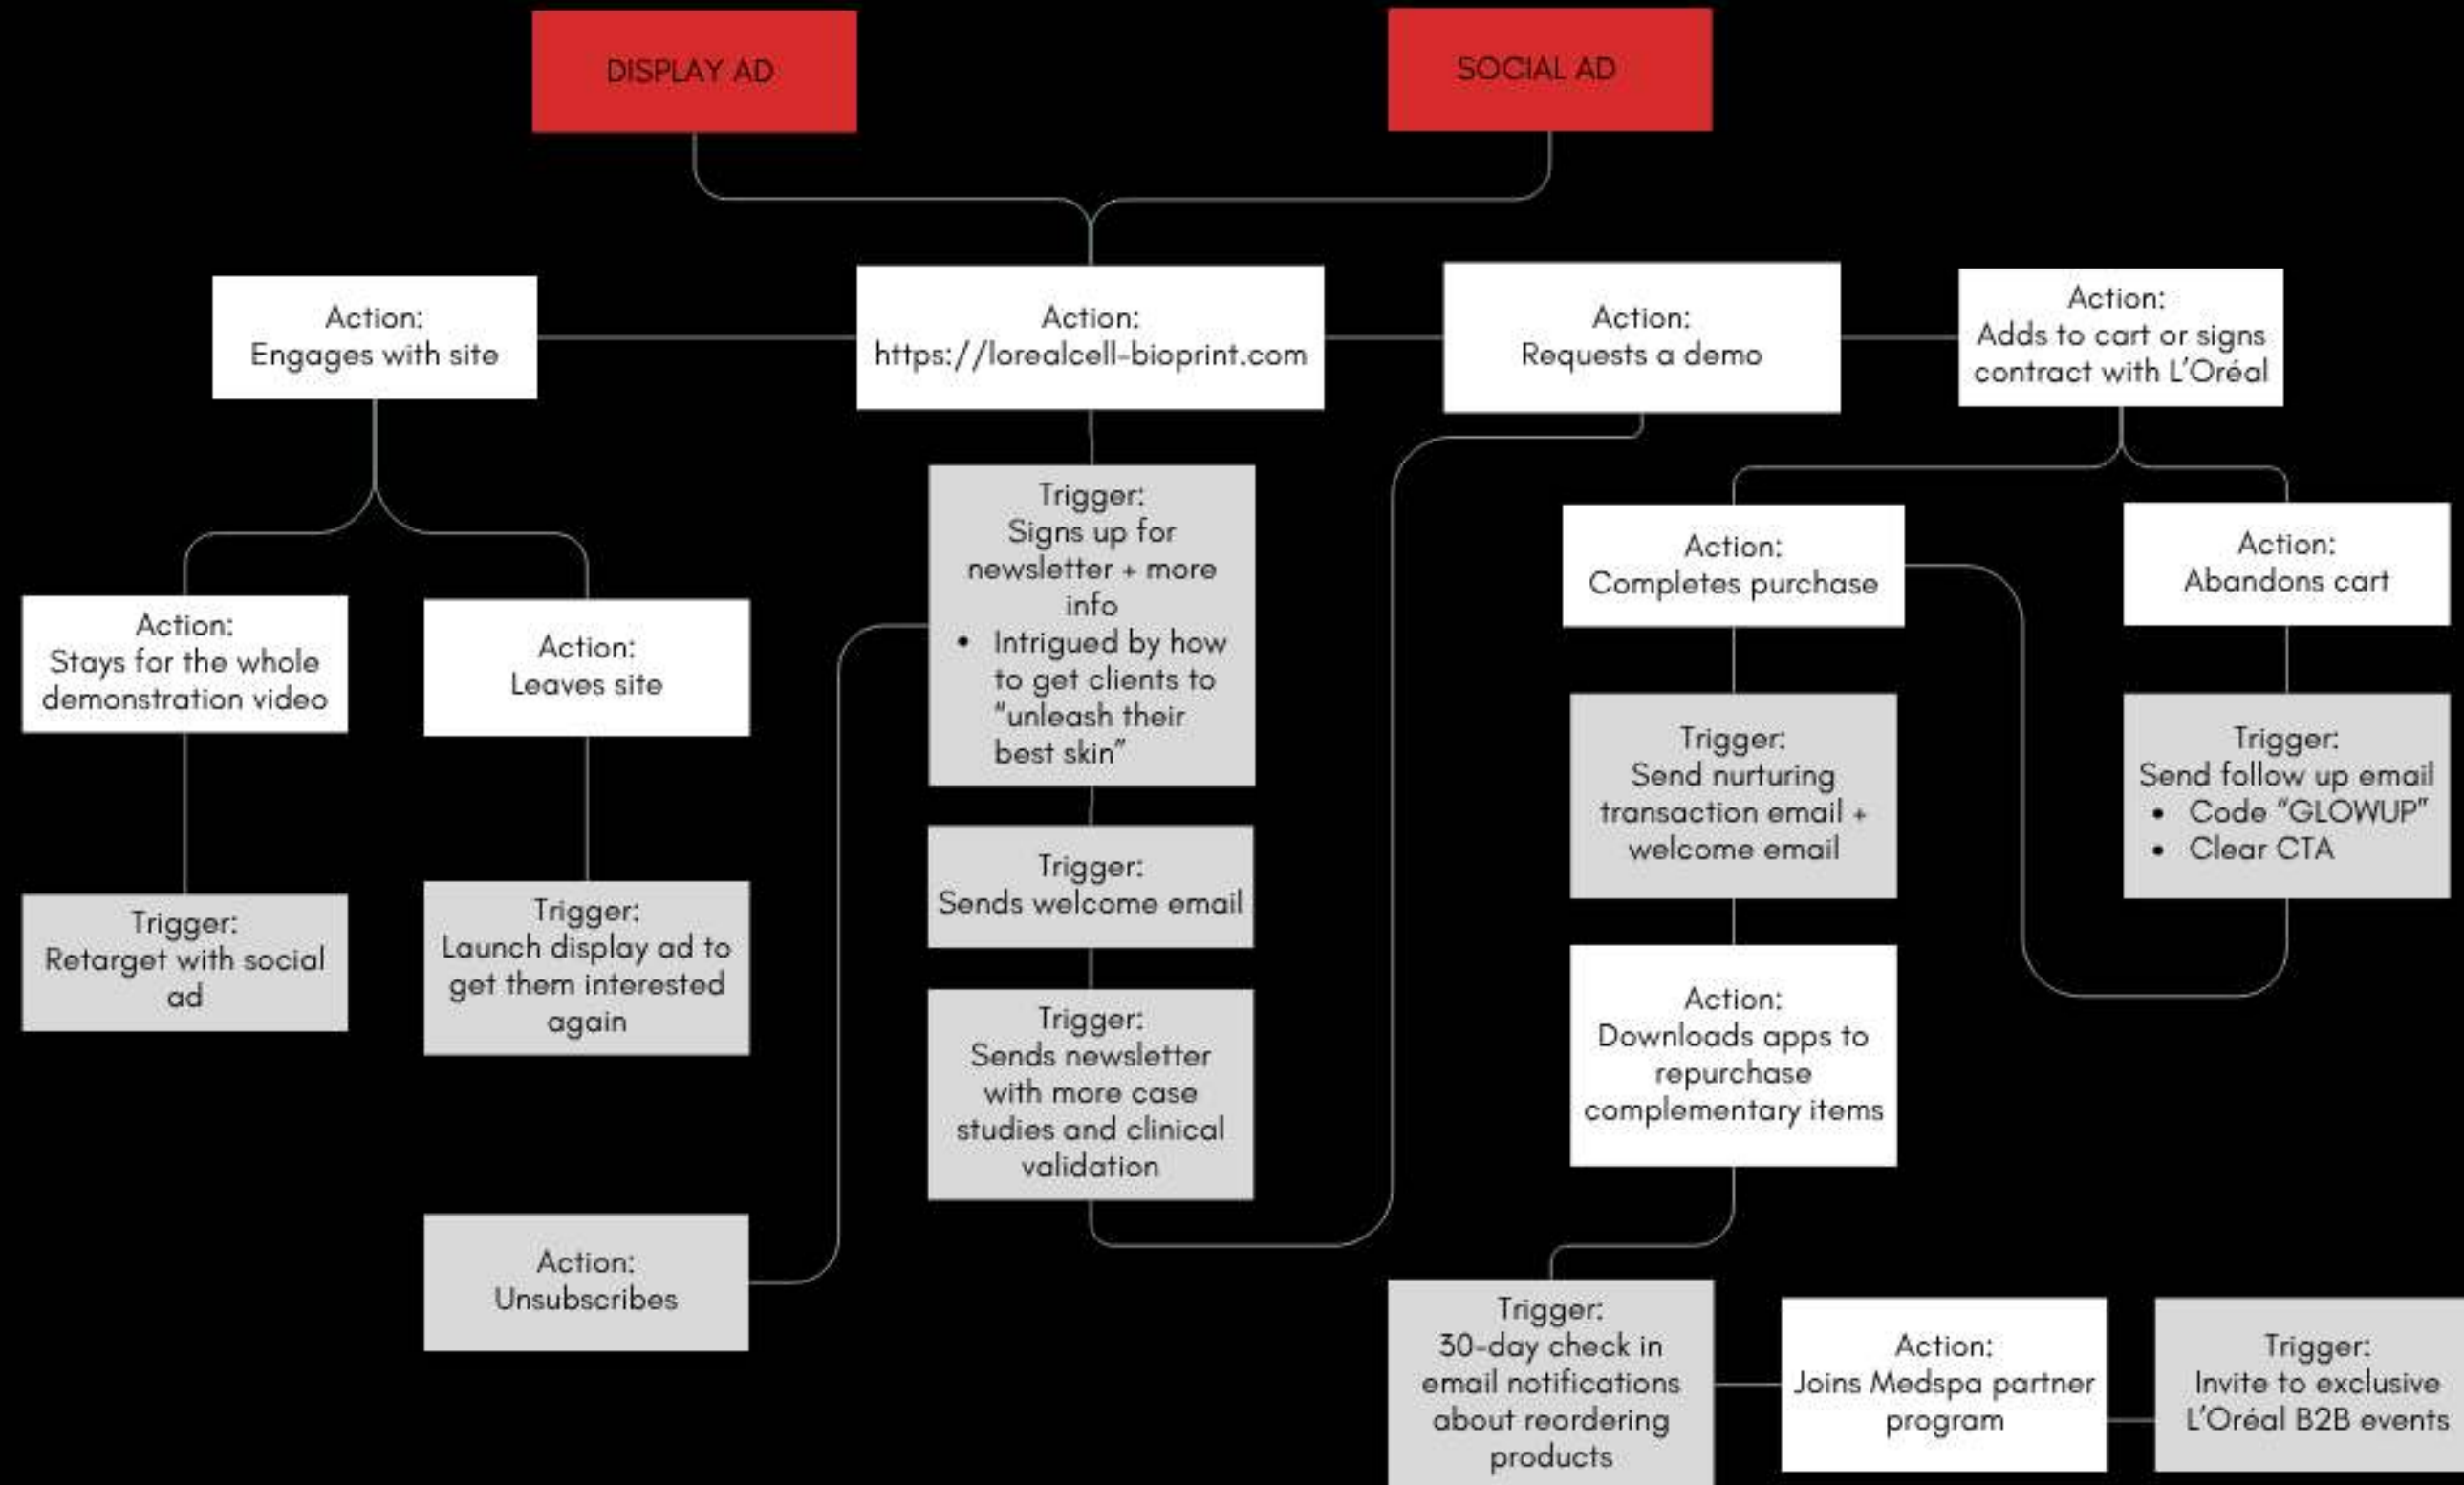 DISPLAY AD
SOCIAL AD
Action:
Engages with site
Action:
https://lorealcell-bioprint.com
Action:
Requests a demo
Action:
Adds to cart or signs
contract with L'Oréal
Action:
Stays for the whole
demonstration video
Action:
Leaves site
Trigger:
Signs up for
newsletter + more
info
• Intrigued by how
to get clients to
"unleash their
best skin"
Action:
Completes purchase
Action:
Abandons cart
Trigger:
Retarget with social
ad
Trigger:
Launch display ad to
get them interested
again
Trigger:
Sends welcome email
Trigger:
Send nurturing
transaction email +
welcome email
Trigger:
Send follow up email
• Code "GLOWUP"
• Clear CTA
Trigger:
Sends newsletter
with more case
studies and clinical
validation
Action:
Downloads apps to
repurchase
complementary items
Action:
Unsubscribes
Trigger:
30-day check in
email notifications
about reordering
products
Action:
Joins Medspa partner
program
Trigger:
Invite to exclusive
L'Oréal B2B events